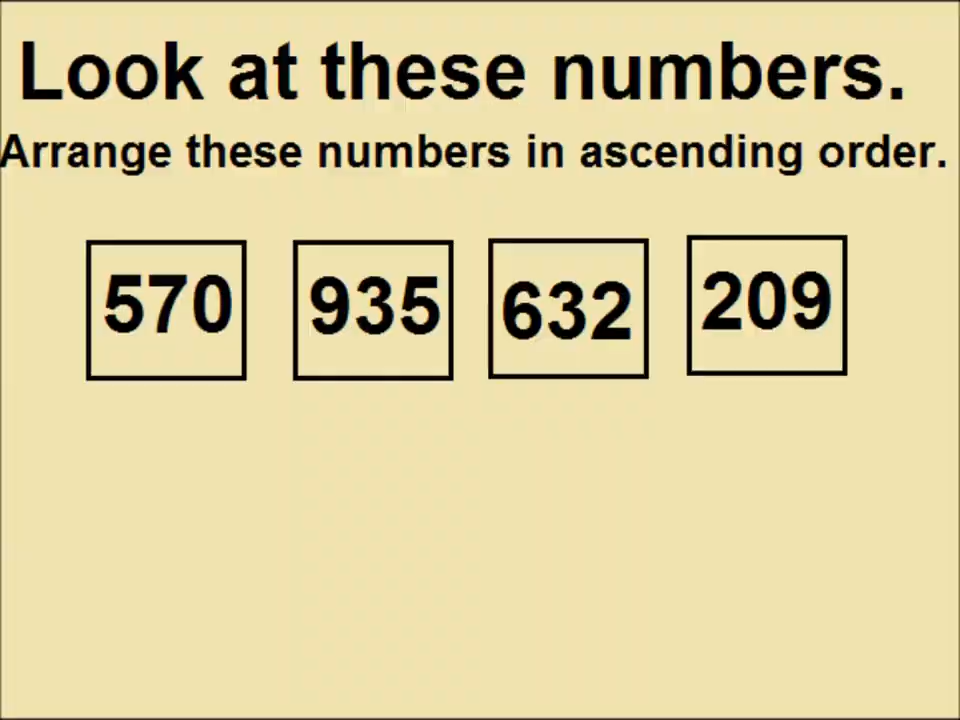 Look at these numbers.
Arrange these numbers in ascending order.
570 935 632 209